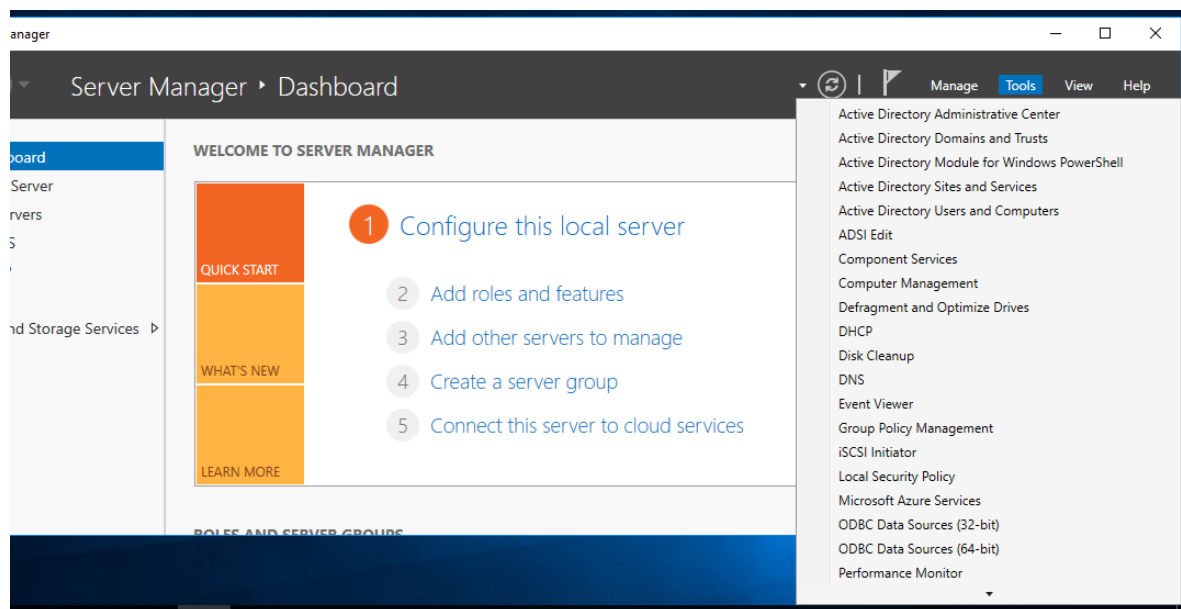 anager
Server Manager ‣ Dashboard
Manage Tools View Help
board
Server
rvers
S
nd Storage Services
WELCOME TO SERVER MANAGER
QUICK START
WHAT'S NEW
LEARN MORE
1 Configure this local server
2 Add roles and features
3 Add other servers to manage
4 Create a server group
5 Connect this server to cloud services
ROLES AND SERVER GROUPS
Active Directory Administrative Center
Active Directory Domains and Trusts
Active Directory Module for Windows PowerShell
Active Directory Sites and Services
Active Directory Users and Computers
ADSI Edit
Component Services
Computer Management
Defragment and Optimize Drives
DHCP
Disk Cleanup
DNS
Event Viewer
Group Policy Management
iSCSI Initiator
Local Security Policy
Microsoft Azure Services
ODBC Data Sources (32-bit)
ODBC Data Sources (64-bit)
Performance Monitor